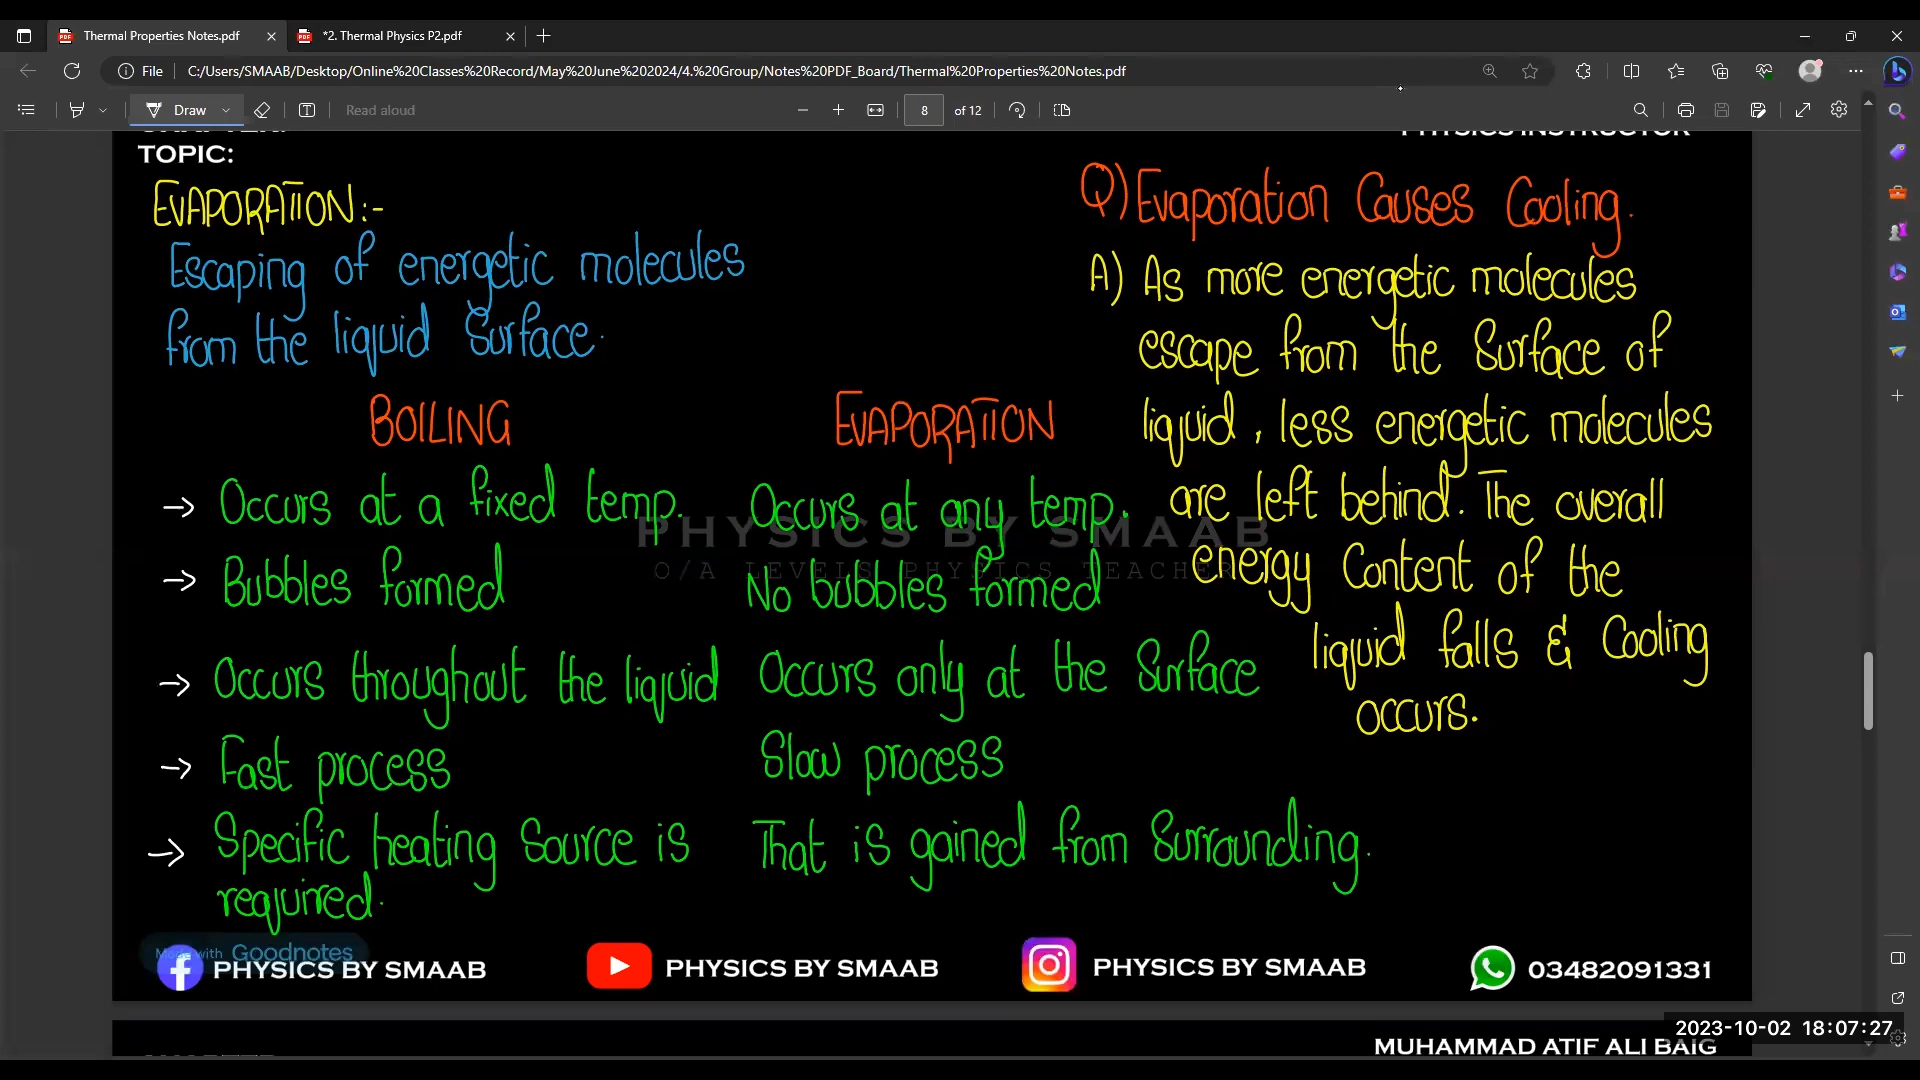 Thermal Properties Notes.pdf
*2. Thermal Physics P2.pdf
File
C:/Users/SMAAB/Desktop/Online%20Classes%20Record/May%20June%202024/4.%20Group/Notes%20PDF_Board/Thermal%20Properties%20Notes.pdf
Draw
Read aloud
8 of 12
PHYSICS INSTRUCTOR
TOPIC:
EVAPORATION:-
Escaping of energetic molecules
from the liquid surface.
BOILING
EVAPORATION
→ Occurs at a fixed temp.
Occurs at any temp.
→ Bubbles formed
No bubbles formed
→ Occurs throughout the liquid
Occurs only at the surface
→ Fast process
Slow process
→ Specific heating source is
required.
That is gained from surrounding.
Q) Evaporation Causes Cooling.
A) As more energetic molecules
escape from the surface of
liquid, less energetic molecules
are left behind. The overall
energy content of the
liquid falls & cooling
occurs.
PHYSICS BY SMAAB
O/A LEVELS PHYSICS TEACHER
Made with Goodnotes
PHYSICS BY SMAAB
PHYSICS BY SMAAB
PHYSICS BY SMAAB
03482091331
2023-10-02 18:07:27
MUHAMMAD ATIF ALI BAIG